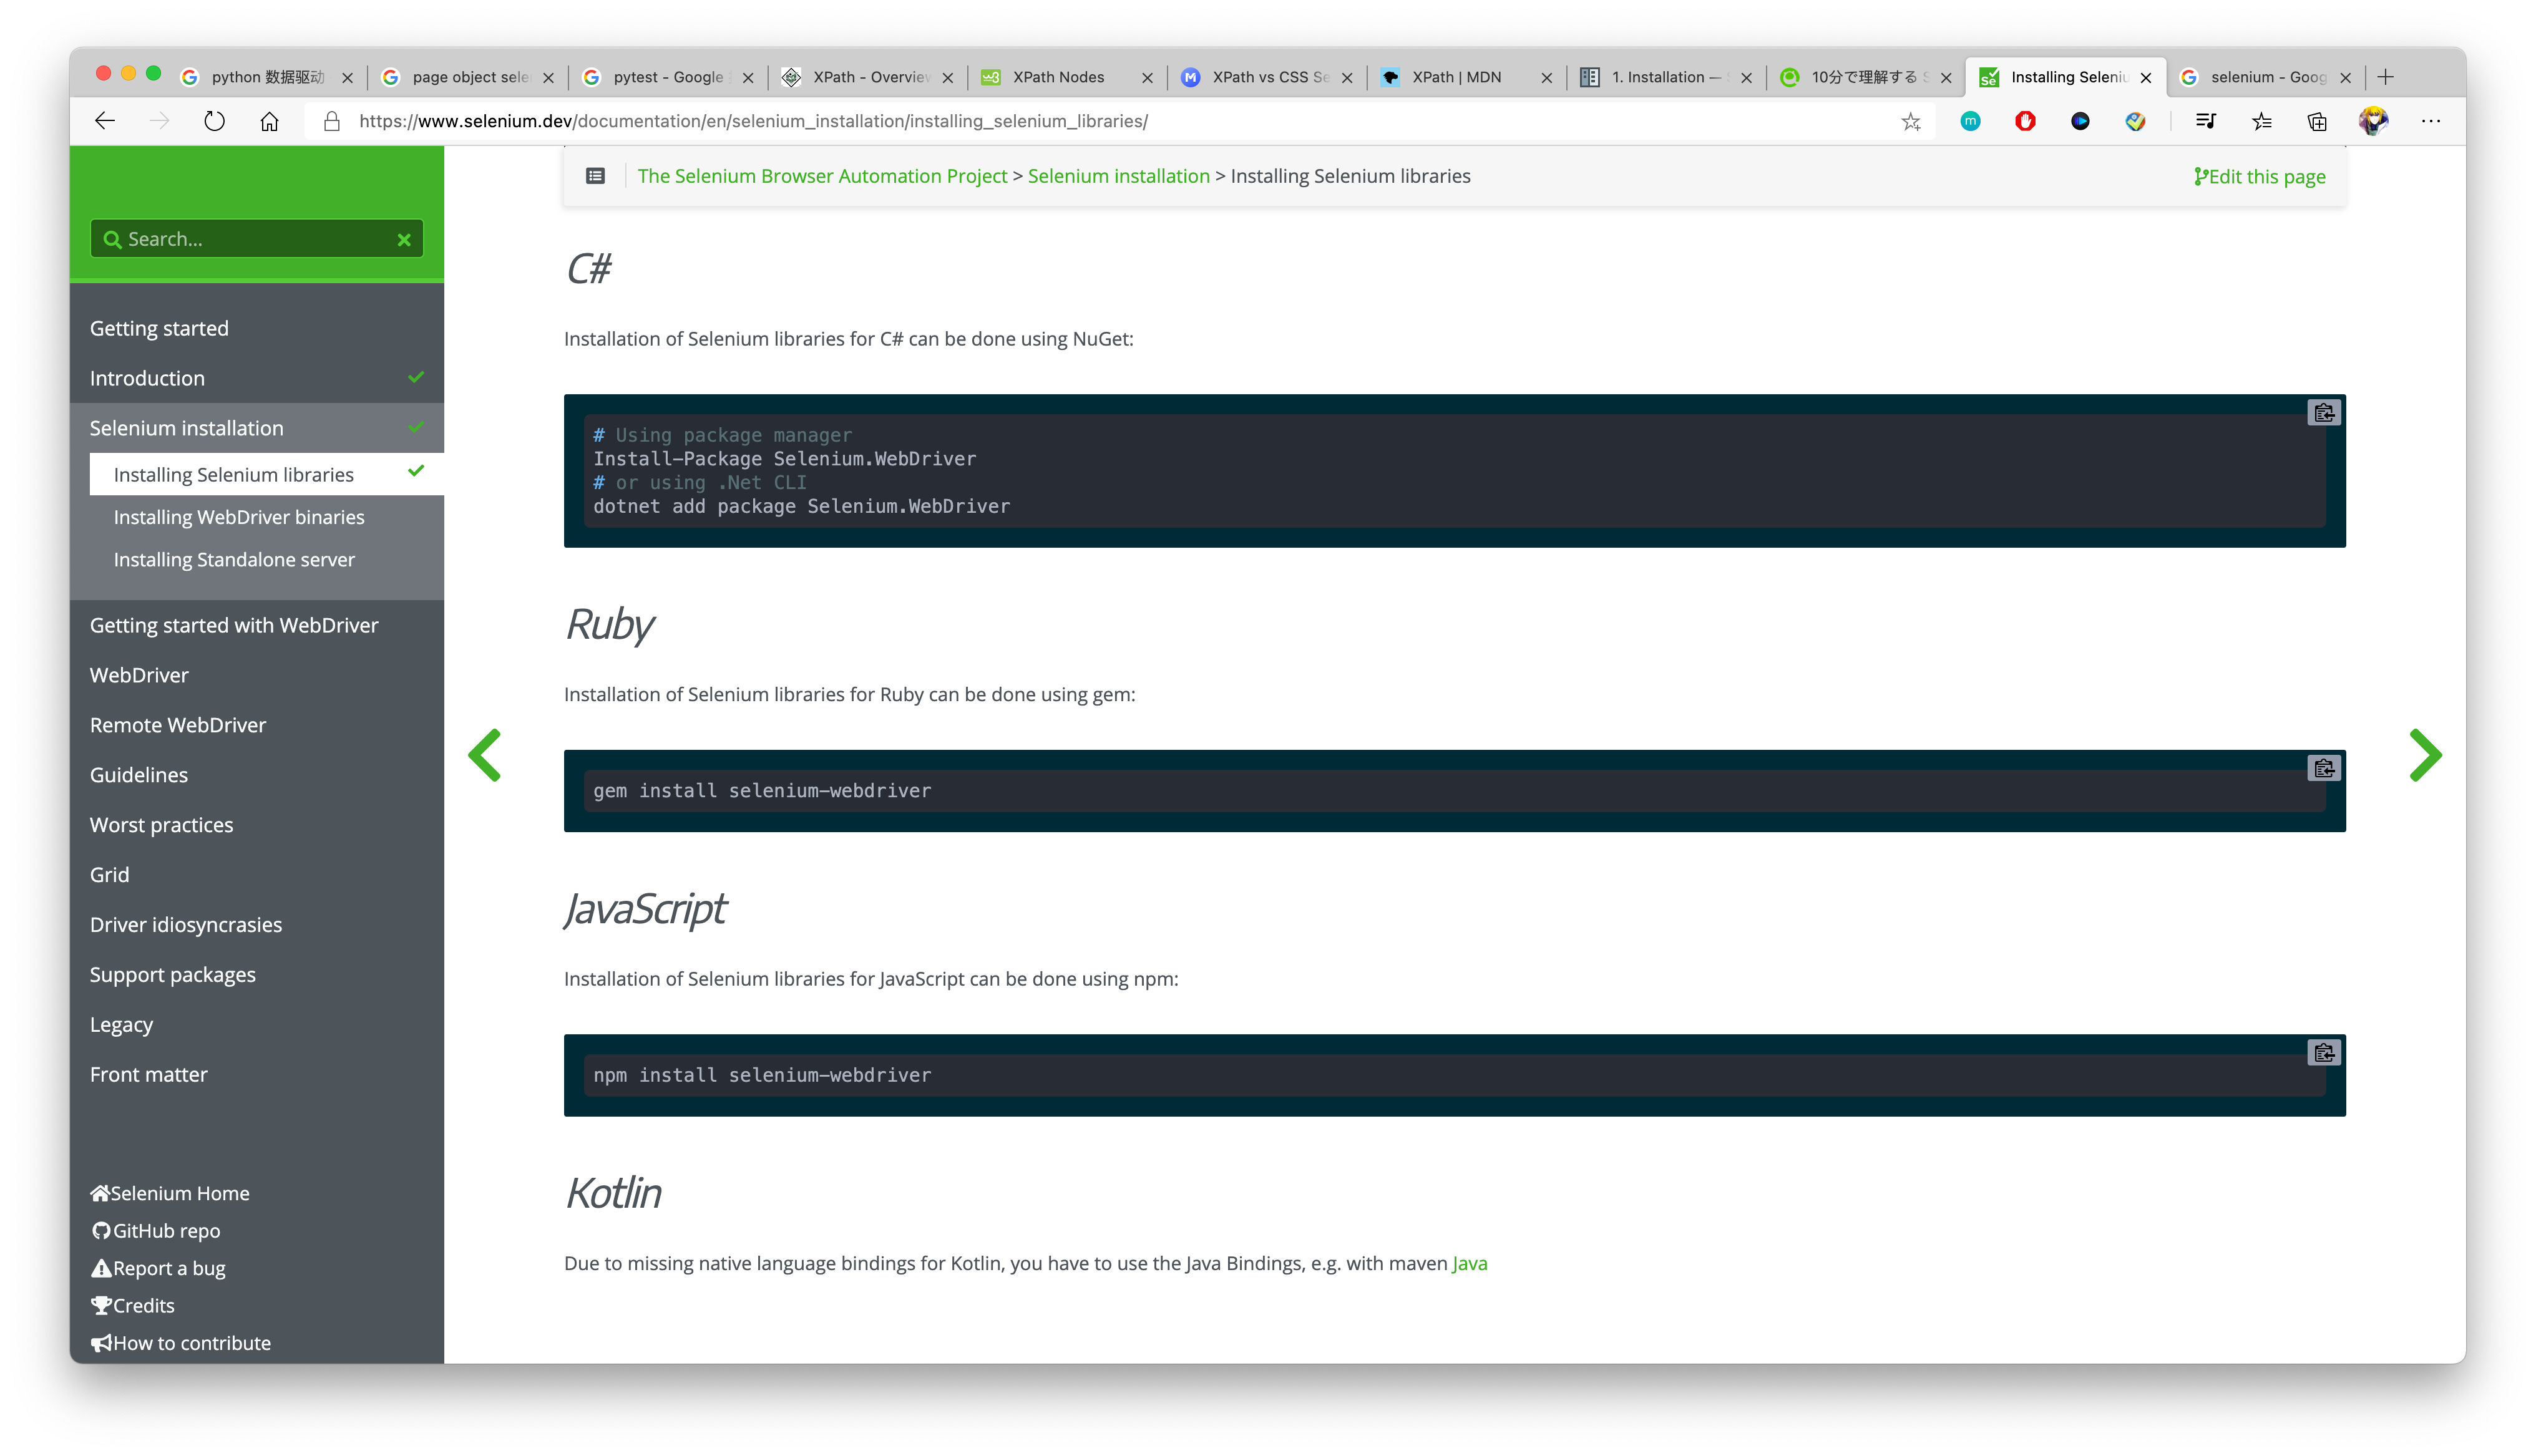 python 数据驱动
page object sele
pytest - Google
XPath - Overview
XPath Nodes
XPath vs CSS Se
XPath | MDN
1. Installation —
10分で理解する S
Installing Seleniu
selenium - Goog
https://www.selenium.dev/documentation/en/selenium_installation/installing_selenium_libraries/
The Selenium Browser Automation Project > Selenium installation > Installing Selenium libraries
Edit this page
Search...
Getting started
Introduction
Selenium installation
Installing Selenium libraries
Installing WebDriver binaries
Installing Standalone server
Getting started with WebDriver
WebDriver
Remote WebDriver
Guidelines
Worst practices
Grid
Driver idiosyncrasies
Support packages
Legacy
Front matter
Selenium Home
GitHub repo
Report a bug
Credits
How to contribute
C#
Installation of Selenium libraries for C# can be done using NuGet:
# Using package manager
Install-Package Selenium.WebDriver
# or using .Net CLI
dotnet add package Selenium.WebDriver
Ruby
Installation of Selenium libraries for Ruby can be done using gem:
gem install selenium-webdriver
JavaScript
Installation of Selenium libraries for JavaScript can be done using npm:
npm install selenium-webdriver
Kotlin
Due to missing native language bindings for Kotlin, you have to use the Java Bindings, e.g. with maven Java